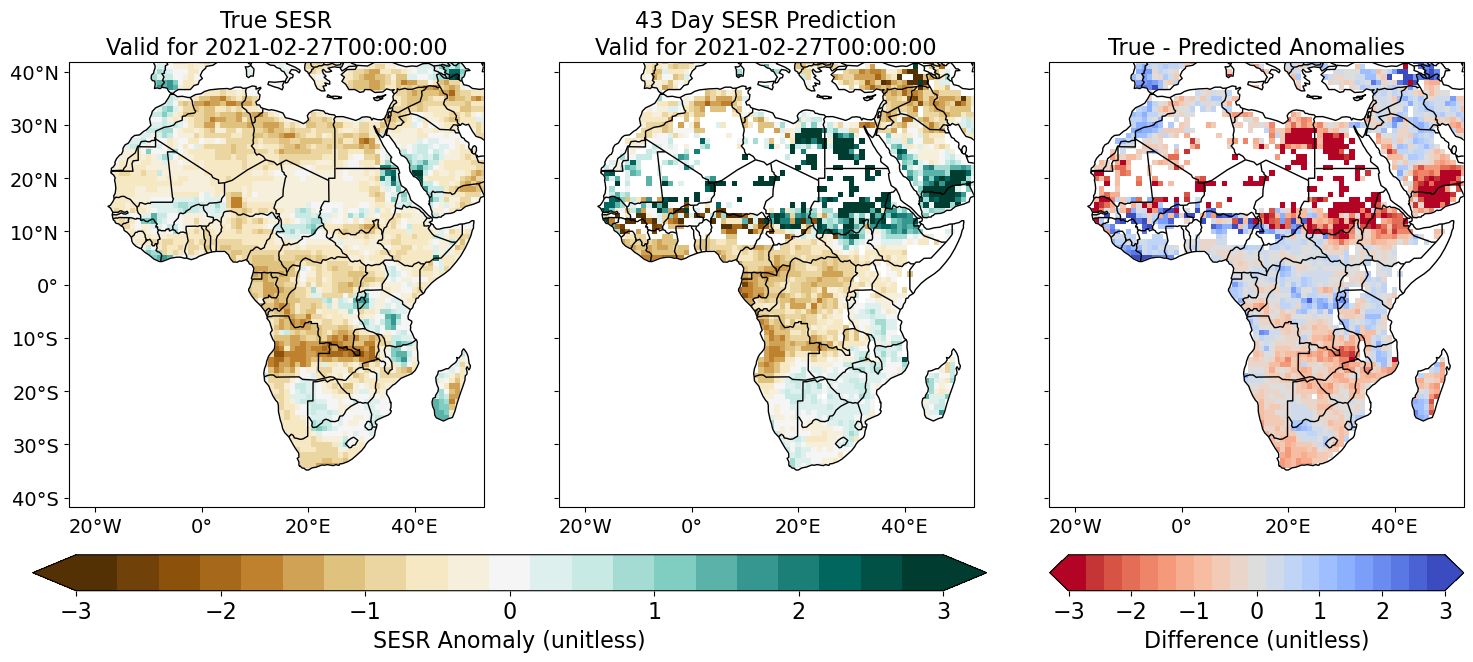 True SESR
Valid for 2021-02-27T00:00:00
43 Day SESR Prediction
Valid for 2021-02-27T00:00:00
True - Predicted Anomalies
40°N
30°N
20°N
10°N
0°
10°S
20°S
30°S
40°S
20°W 0° 20°E 40°E
20°W 0° 20°E 40°E
20°W 0° 20°E 40°E
−3 −2 −1 0 1 2 3
SESR Anomaly (unitless)
−3 −2 −1 0 1 2 3
Difference (unitless)